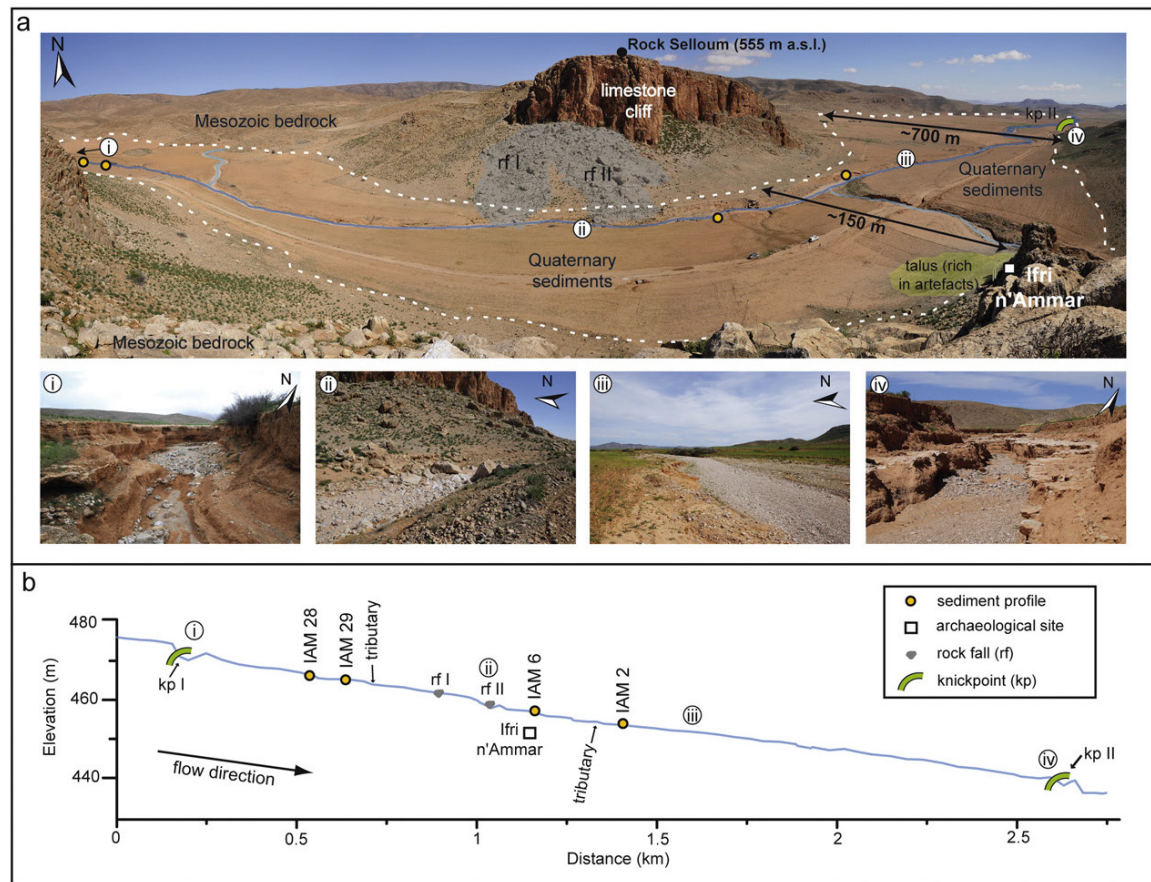 a
N
Rock Selloum (555 m a.s.l.)
limestone
cliff
Mesozoic bedrock
kp II
iv
~700 m
i
iii
rf I
rf II
Quaternary
sediments
ii
~150 m
Quaternary
sediments
talus (rich
in artefacts)
Ifri
n'Ammar
Mesozoic bedrock
i
N
ii
N
iii
N
iv
N
b
480
460
440
Elevation (m)
i
kp I
IAM 28
IAM 29
tributary
rf I
ii
rf II
IAM 6
Ifri
n'Ammar
IAM 2
tributary
iii
iv
kp II
flow direction
sediment profile
archaeological site
rock fall (rf)
knickpoint (kp)
0
0.5
1
1.5
2
2.5
Distance (km)